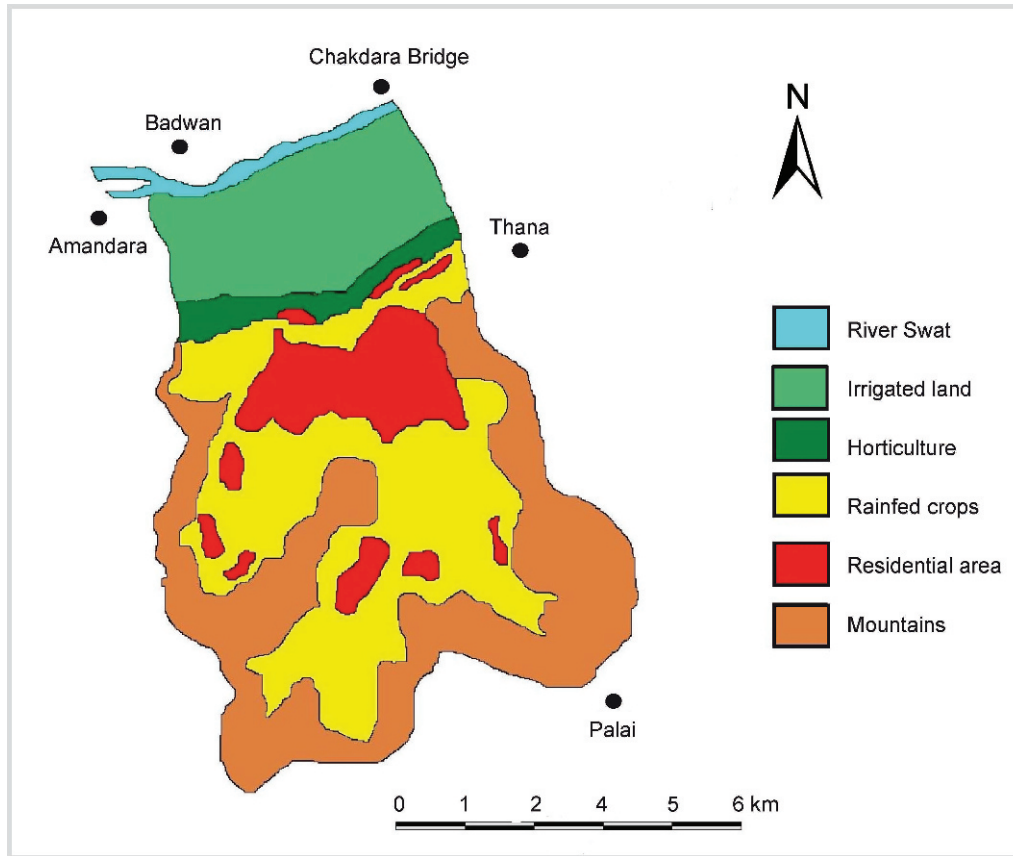 Chakdara Bridge
Badwan
N
Amandara
Thana
River Swat
Irrigated land
Horticulture
Rainfed crops
Residential area
Mountains
Palai
0 1 2 4 5 6 km